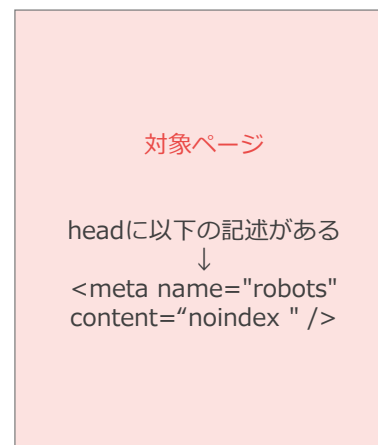 対象ページ
headに以下の記述がある
↓
<meta name="robots"
content=“noindex " />